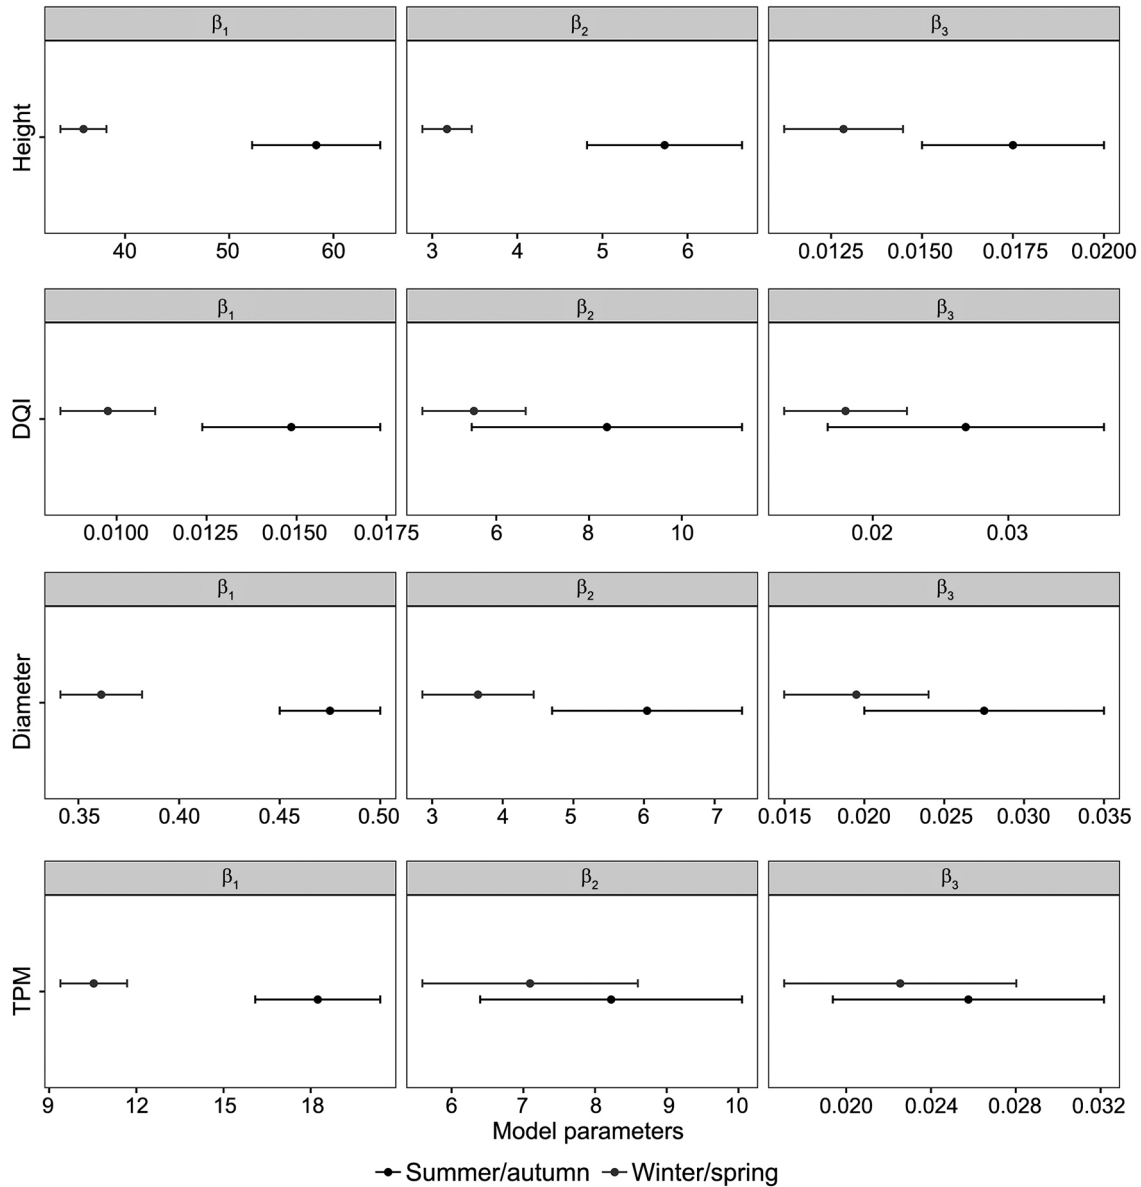 β1 β2 β3
Height
40 50 60 3 4 5 6 0.0125 0.0150 0.0175 0.0200
β1 β2 β3
DQI
0.0100 0.0125 0.0150 0.0175 6 8 10 0.02 0.03
β1 β2 β3
Diameter
0.35 0.40 0.45 0.50 3 4 5 6 7 0.015 0.020 0.025 0.030 0.035
β1 β2 β3
TPM
9 12 15 18 6 7 8 9 10 0.020 0.024 0.028 0.032
Model parameters
Summer/autumn Winter/spring